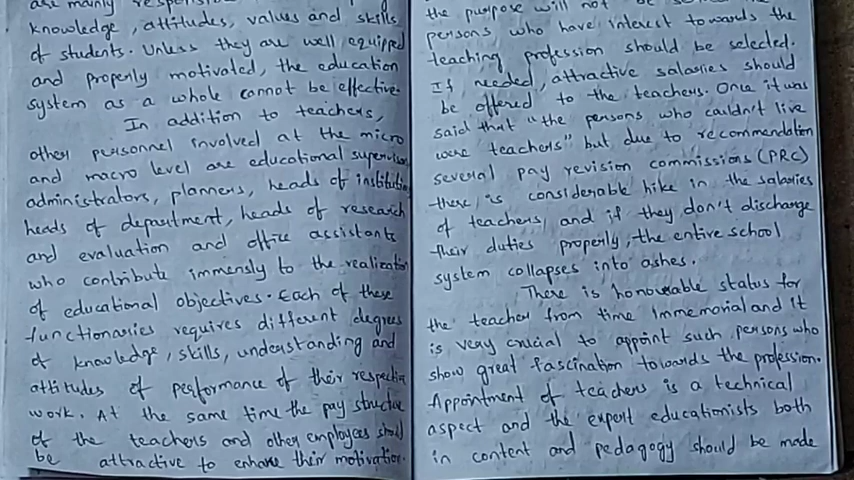 are mainly
knowledge, attitudes, values and skills
of students. Unless they are well equipped
and properly motivated, the education
system as a whole cannot be effective.
In addition to teachers,
other personnel involved at the micro
and macro level are educational supervisors
administrators, planners, heads of institution
heads of department, heads of research
and evaluation and office assistants
who contribute immensly to the realization
of educational objectives. Each of these
functionaries requires different degrees
of knowledge, skills, understanding and
attitudes of performance of their respective
work. At the same time the pay structure
of the teachers and other employees should
be attractive to enhance their motivation.
the purpose will not be
persons who have interest towards the
teaching profession should be selected.
If needed, attractive salaries should
be offered to the teachers. Once it was
said that "the persons who couldn't live
were teachers" but due to recommendation
several pay revision commissions (PRC)
there is considerable hike in the salaries
of teachers, and if they don't discharge
their duties properly, the entire school
system collapses into ashes.
There is honourable status for
the teacher from time immemorial and it
is very crucial to appoint such persons who
show great fascination towards the profession.
Appointment of teachers is a technical
aspect and the expert educationists both
in content and pedagogy should be made